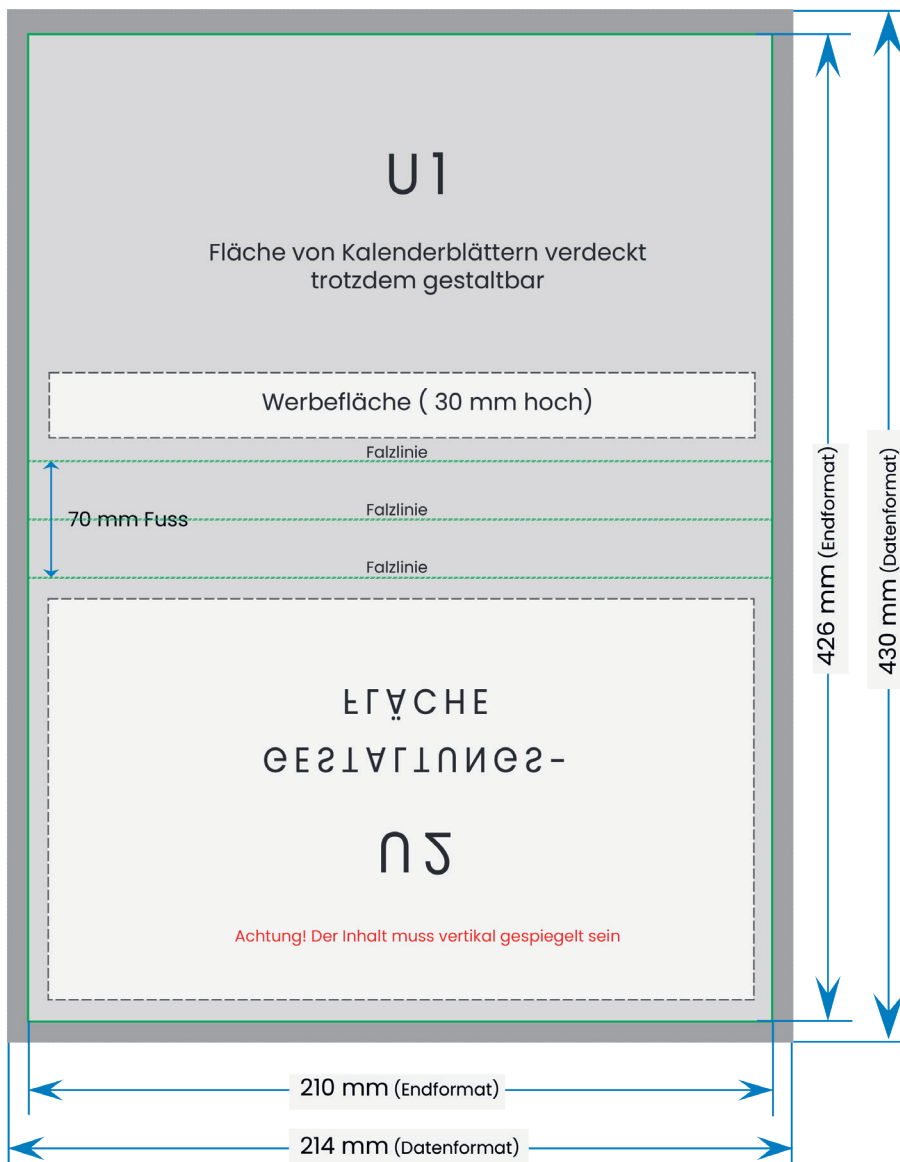 U1
Fläche von Kalenderblättern verdeckt
trotzdem gestaltbar
Werbefläche ( 30 mm hoch)
Falzlinie
Falzlinie
70 mm Fuss
Falzlinie
FLÄCHE
GESTALTUNGS-
U2
Achtung! Der Inhalt muss vertikal gespiegelt sein
426 mm (Endformat)
430 mm (Datenformat)
210 mm (Endformat)
214 mm (Datenformat)